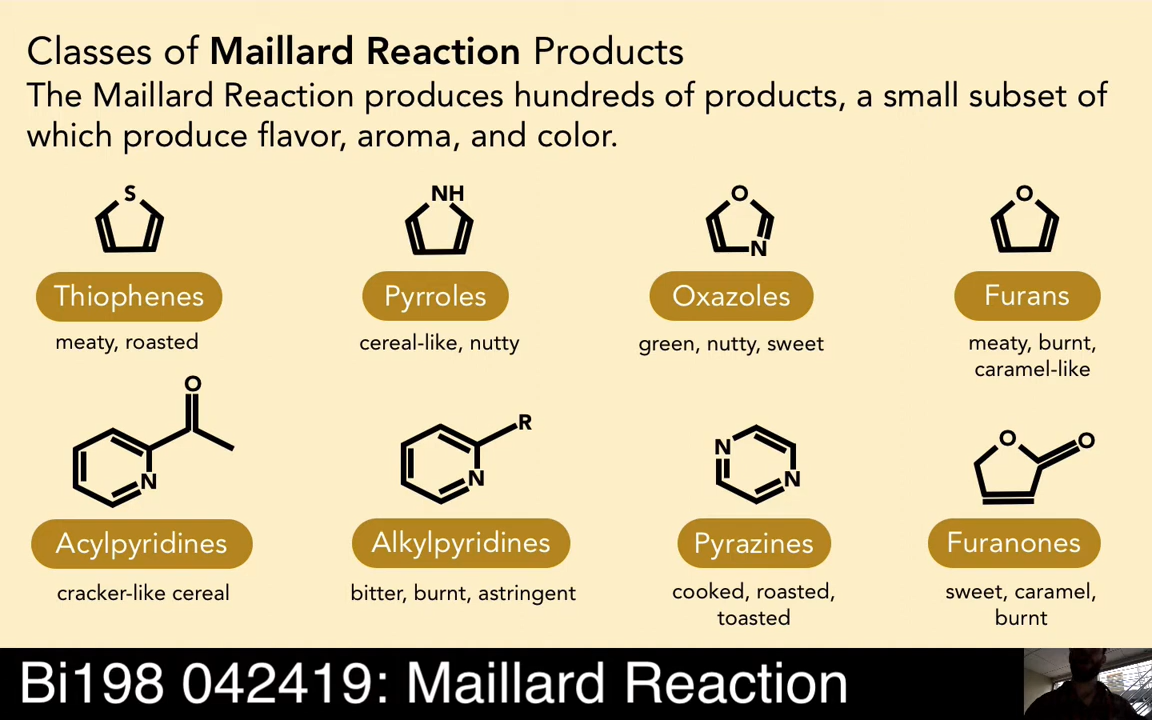 Classes of Maillard Reaction Products
The Maillard Reaction produces hundreds of products, a small subset of
which produce flavor, aroma, and color.
S
NH
O
N
O
Thiophenes
Pyrroles
Oxazoles
Furans
meaty, roasted
cereal-like, nutty
green, nutty, sweet
meaty, burnt,
caramel-like
O
N
R
N
N
N
O
O
Acylpyridines
Alkylpyridines
Pyrazines
Furanones
cracker-like cereal
bitter, burnt, astringent
cooked, roasted,
toasted
sweet, caramel,
burnt
Bi198 042419: Maillard Reaction